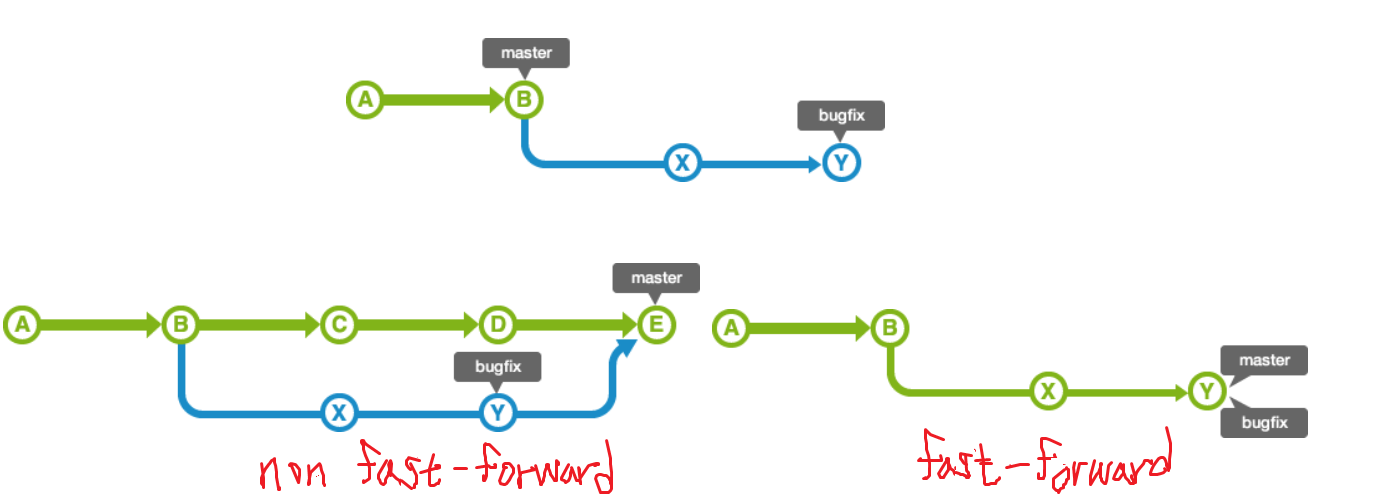 master
A B
bugfix
X Y
master
A B C D E
bugfix
X Y
non fast-forward
A B
master
X Y
bugfix
fast-forward